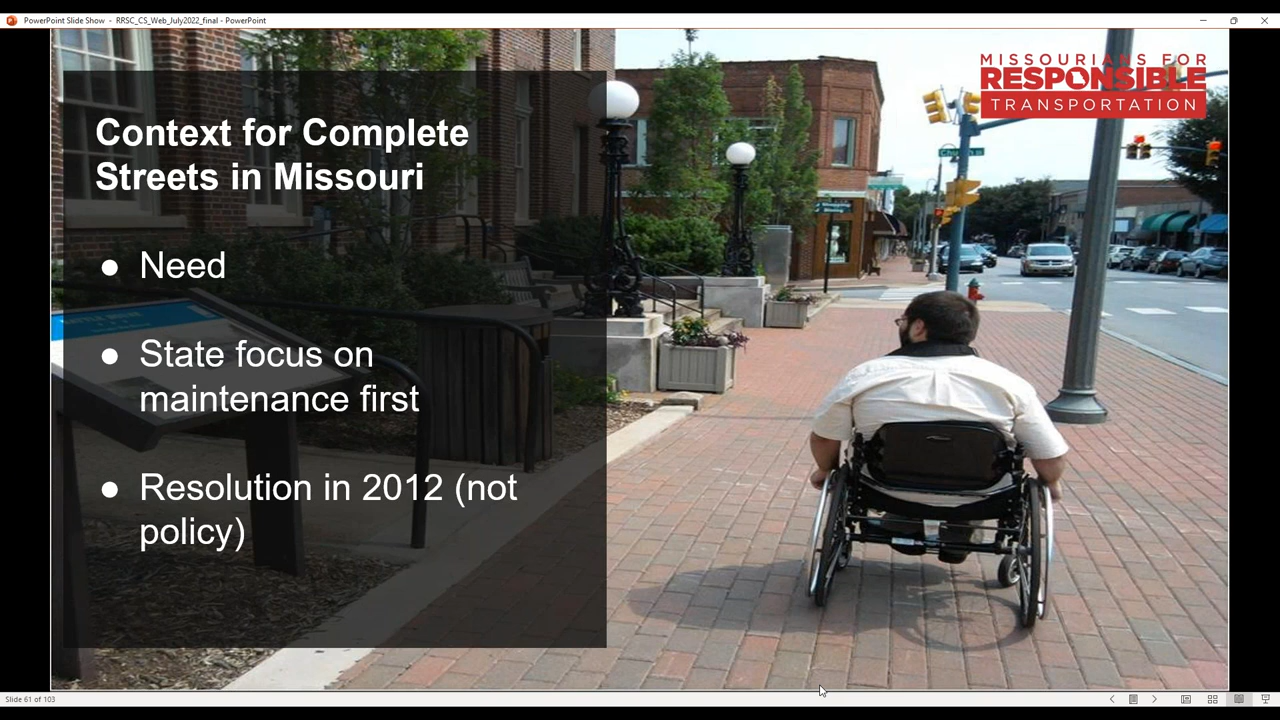 PowerPoint Slide Show - RRSC_CS_Web_July2022_final - PowerPoint
MISSOURIANS FOR
RESPONSIBLE
TRANSPORTATION
Context for Complete
Streets in Missouri
● Need
● State focus on
maintenance first
● Resolution in 2012 (not
policy)
Slide 61 of 103